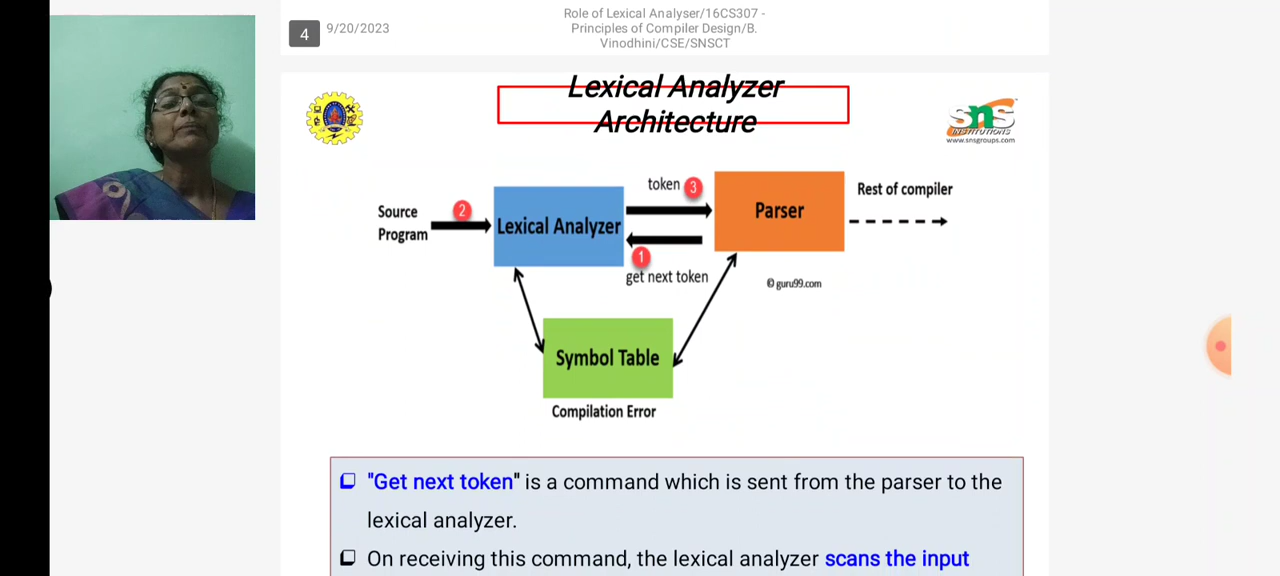 4
9/20/2023
Role of Lexical Analyser/16CS307 -
Principles of Compiler Design/B.
Vinodhini/CSE/SNSCT
Lexical Analyzer
Architecture
sns
INSTITUTIONS
www.snsgroups.com
Source
Program
2
Lexical Analyzer
token 3
1
get next token
Parser
Rest of compiler
© guru99.com
Symbol Table
Compilation Error
"Get next token" is a command which is sent from the parser to the
lexical analyzer.
On receiving this command, the lexical analyzer scans the input